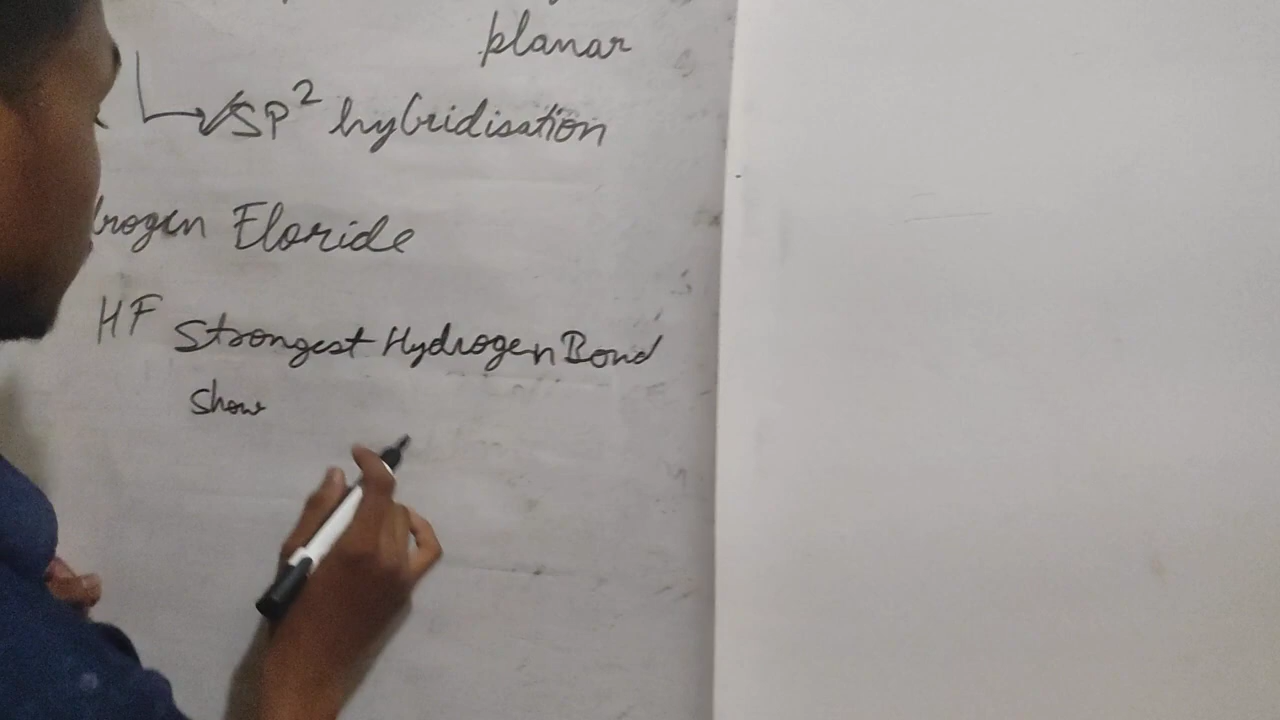 planar
SP² hybridisation
rogen Floride
HF Strongest Hydrogen Bond
Show